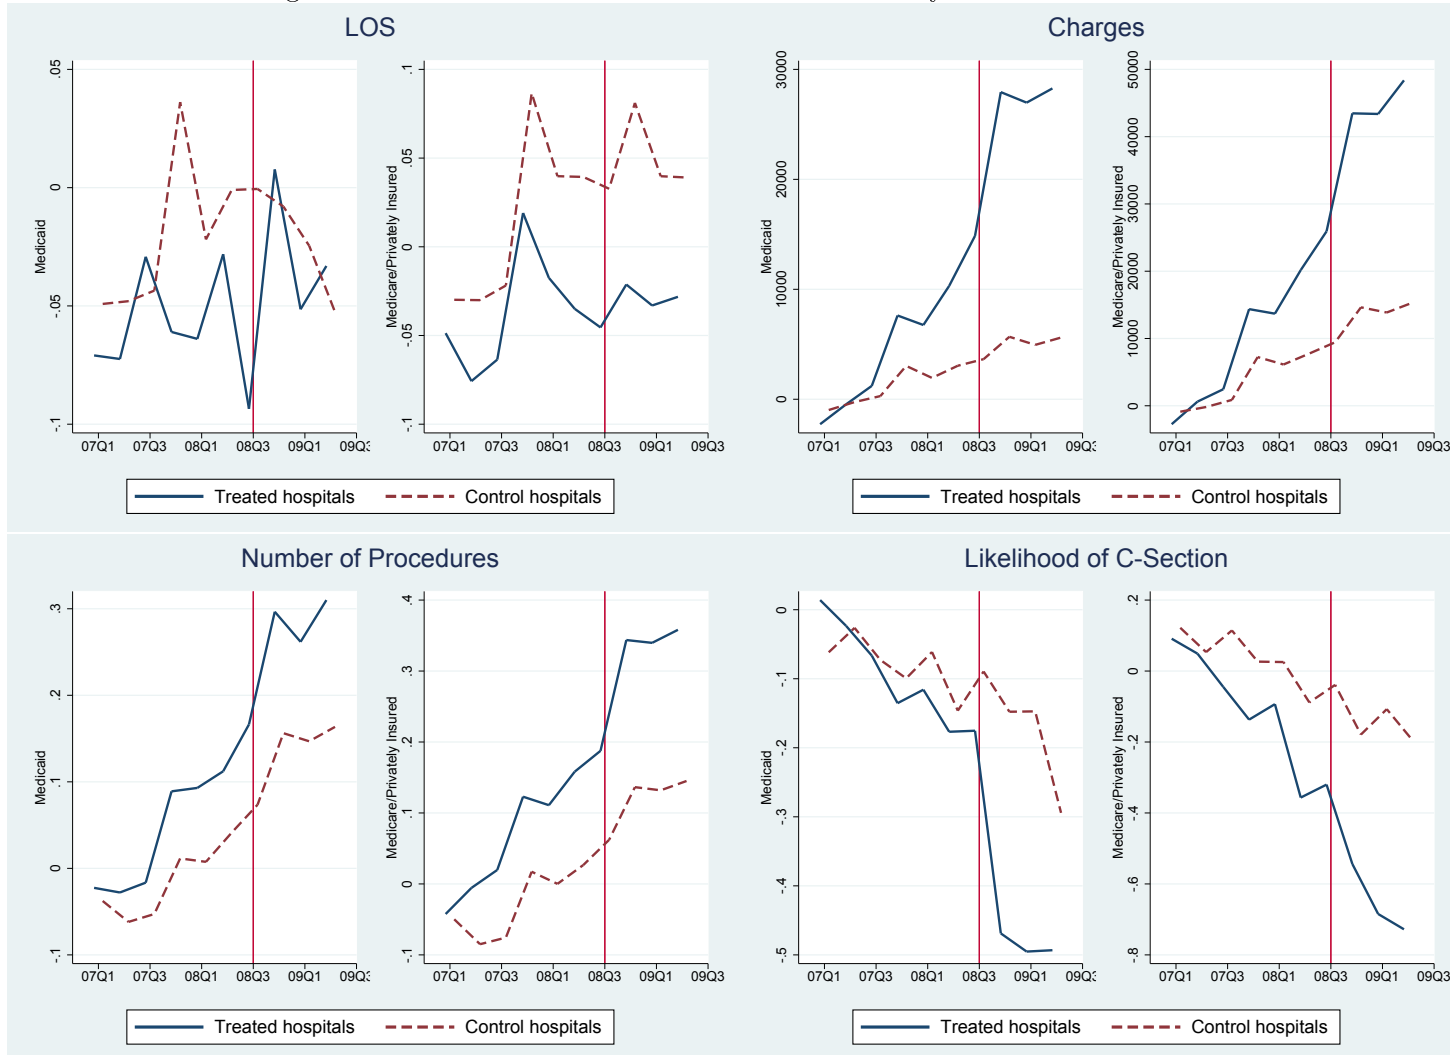 LOS
Medicaid
.05
0
-.05
-.1
07Q1 07Q3 08Q1 08Q3 09Q1
Medicare/Privately Insured
.1
.05
0
-.05
-.1
07Q1 07Q3 08Q1 08Q3 09Q1 09Q3
Treated hospitals Control hospitals
Charges
Medicaid
30000
20000
10000
0
07Q1 07Q3 08Q1 08Q3 09Q1
Medicare/Privately Insured
50000
40000
30000
20000
10000
0
07Q1 07Q3 08Q1 08Q3 09Q1 09Q3
Treated hospitals Control hospitals
Number of Procedures
Medicaid
.3
.2
.1
0
-.1
07Q1 07Q3 08Q1 08Q3 09Q1
Medicare/Privately Insured
.4
.3
.2
.1
0
-.1
07Q1 07Q3 08Q1 08Q3 09Q1 09Q3
Treated hospitals Control hospitals
Likelihood of C-Section
Medicaid
0
-.1
-.2
-.3
-.4
-.5
07Q1 07Q3 08Q1 08Q3 09Q1
Medicare/Privately Insured
.2
0
-.2
-.4
-.6
-.8
07Q1 07Q3 08Q1 08Q3 09Q1 09Q3
Treated hospitals Control hospitals